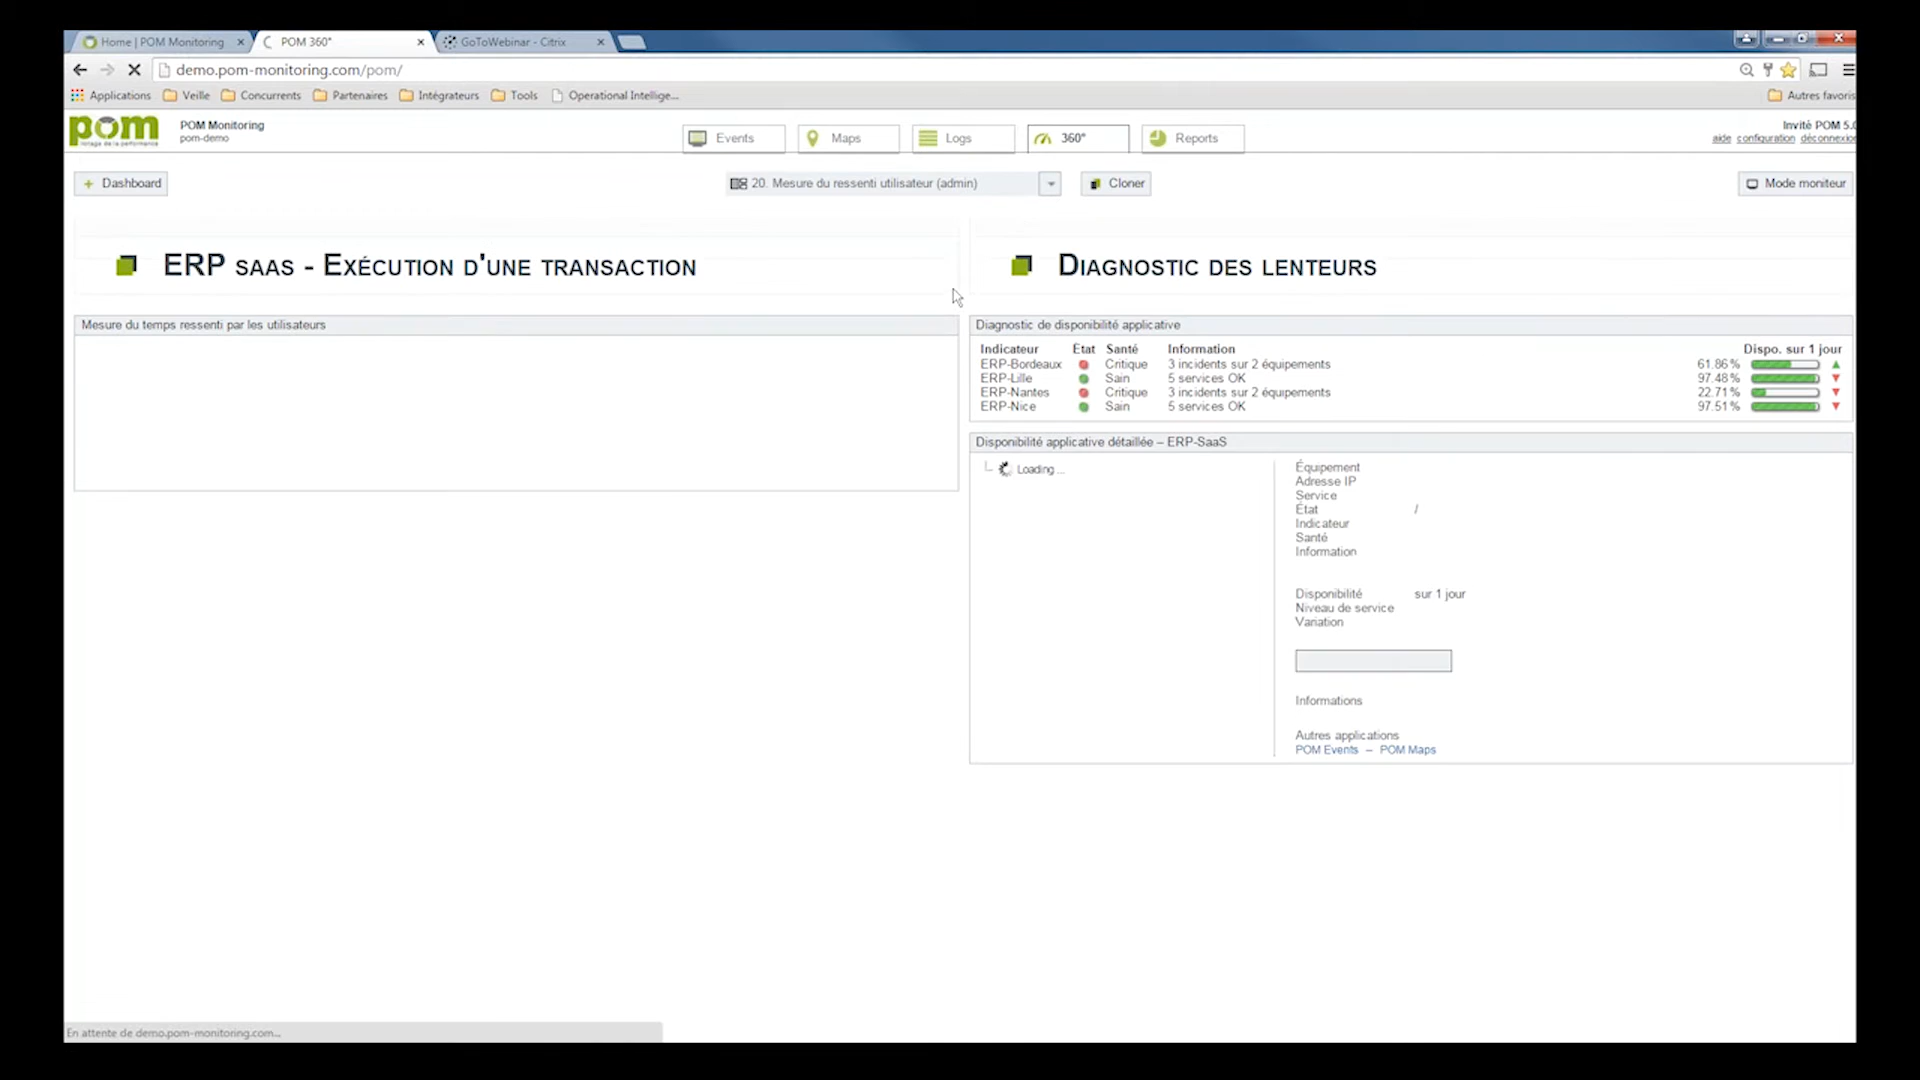 Home | POM Monitoring
POM 360°
GoToWebinar - Citrix
demo.pom-monitoring.com/pom/
Applications
Veille
Concurrents
Partenaires
Intégrateurs
Tools
Operational Intellige...
Autres favoris
pom
POM Monitoring
pom-demo
Events
Maps
Logs
360°
Reports
Invité POM 5.0
aide configuration déconnexion
+ Dashboard
20. Mesure du ressenti utilisateur (admin)
Cloner
Mode moniteur
ERP saas - Exécution d'une transaction
Diagnostic des lenteurs
Mesure du temps ressenti par les utilisateurs
Diagnostic de disponibilité applicative
Indicateur État Santé Information Dispo. sur 1 jour
ERP-Bordeaux Critique 3 incidents sur 2 équipements 61.86%
ERP-Lille Sain 5 services OK 97.48%
ERP-Nantes Critique 3 incidents sur 2 équipements 22.71%
ERP-Nice Sain 5 services OK 97.51%
Disponibilité applicative détaillée – ERP-SaaS
Loading ...
Équipement
Adresse IP
Service
État /
Indicateur
Santé
Information
Disponibilité sur 1 jour
Niveau de service
Variation
Informations
Autres applications
POM Events – POM Maps
En attente de demo.pom-monitoring.com...